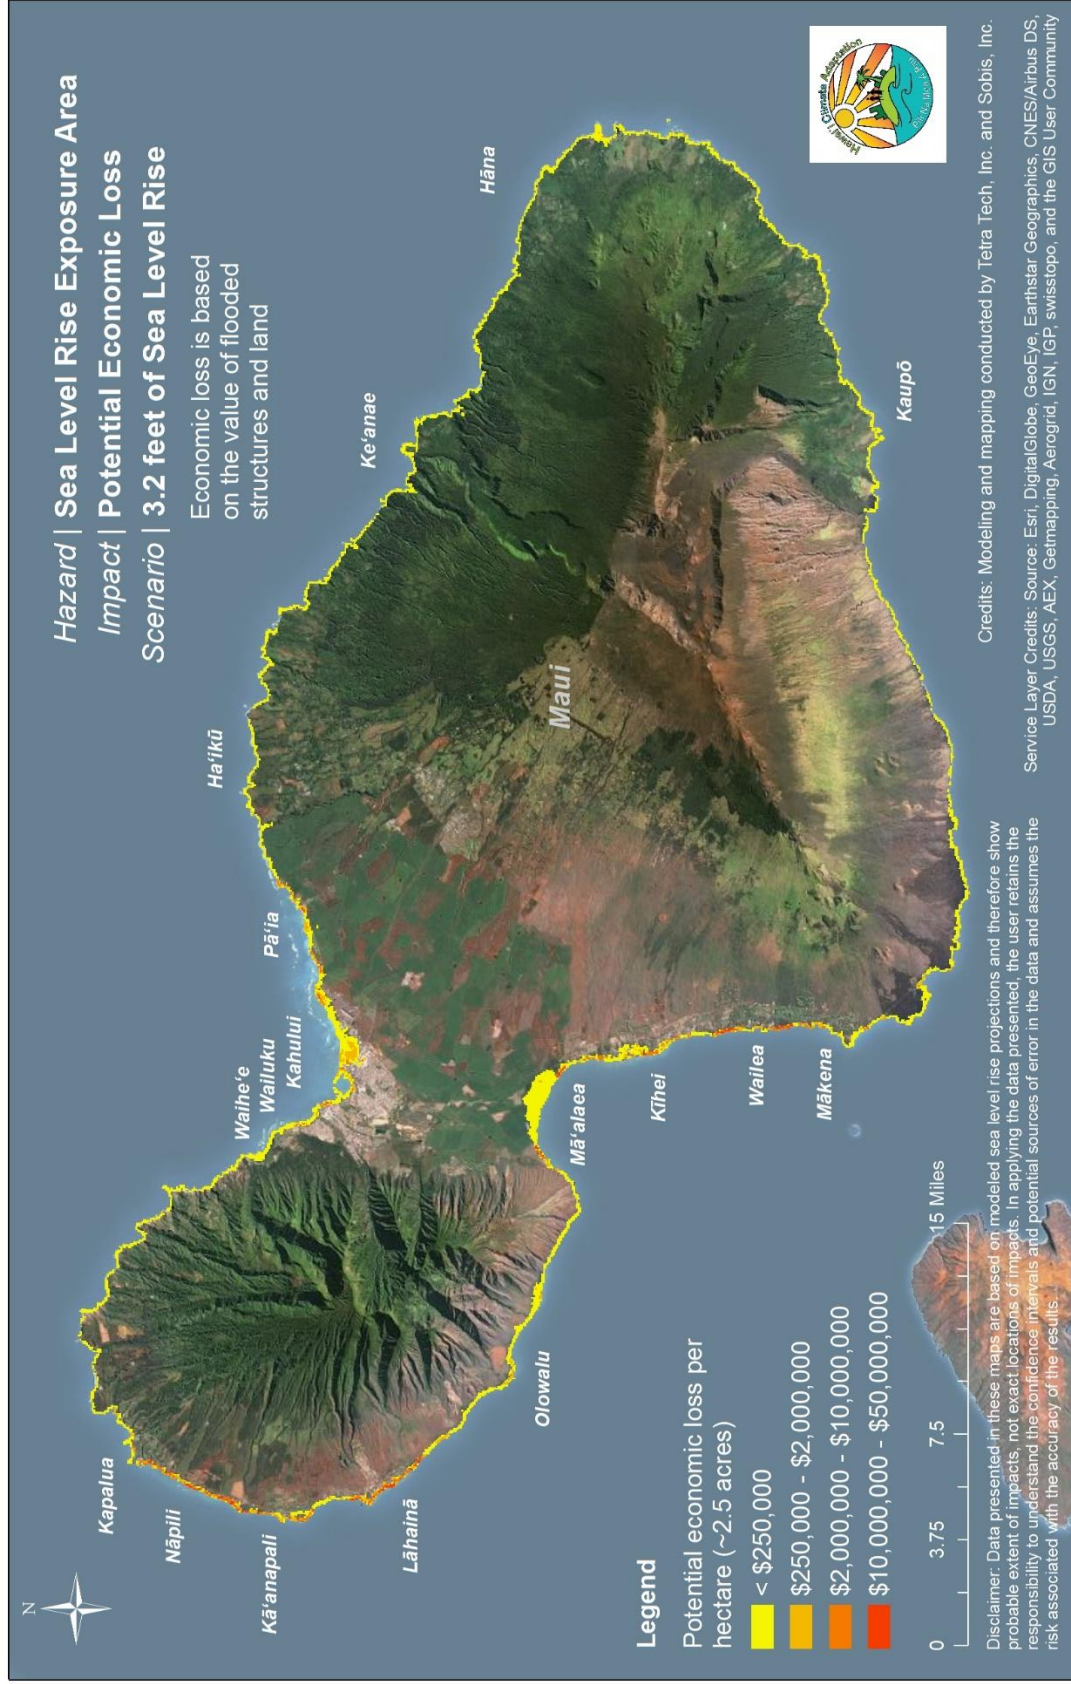 Hazard | Sea Level Rise Exposure Area
Impact | Potential Economic Loss
Scenario | 3.2 feet of Sea Level Rise
Economic loss is based
on the value of flooded
structures and land
N
Kapalua
Nāpili
Kā‘anapali
Lāhainā
Olowalu
Waihe‘e
Wailuku
Kahului
Pā‘ia
Ha‘ikū
Ke‘anae
Hāna
Maui
Mā‘alaea
Kīhei
Wailea
Mākena
Kaupō
Hawai‘i Climate Adaptation
Legend
Potential economic loss per
hectare (~2.5 acres)
< $250,000
$250,000 - $2,000,000
$2,000,000 - $10,000,000
$10,000,000 - $50,000,000
0 3.75 7.5 15 Miles
Disclaimer: Data presented in these maps are based on modeled sea level rise projections and therefore show
probable extent of impacts, not exact locations of impacts. In applying the data presented, the user retains the
responsibility to understand the confidence intervals and potential sources of error in the data and assumes the
risk associated with the accuracy of the results.
Credits: Modeling and mapping conducted by Tetra Tech, Inc. and Sobis, Inc.
Service Layer Credits: Source: Esri, DigitalGlobe, GeoEye, Earthstar Geographics, CNES/Airbus DS,
USDA, USGS, AEX, Getmapping, Aerogrid, IGN, IGP, swisstopo, and the GIS User Community